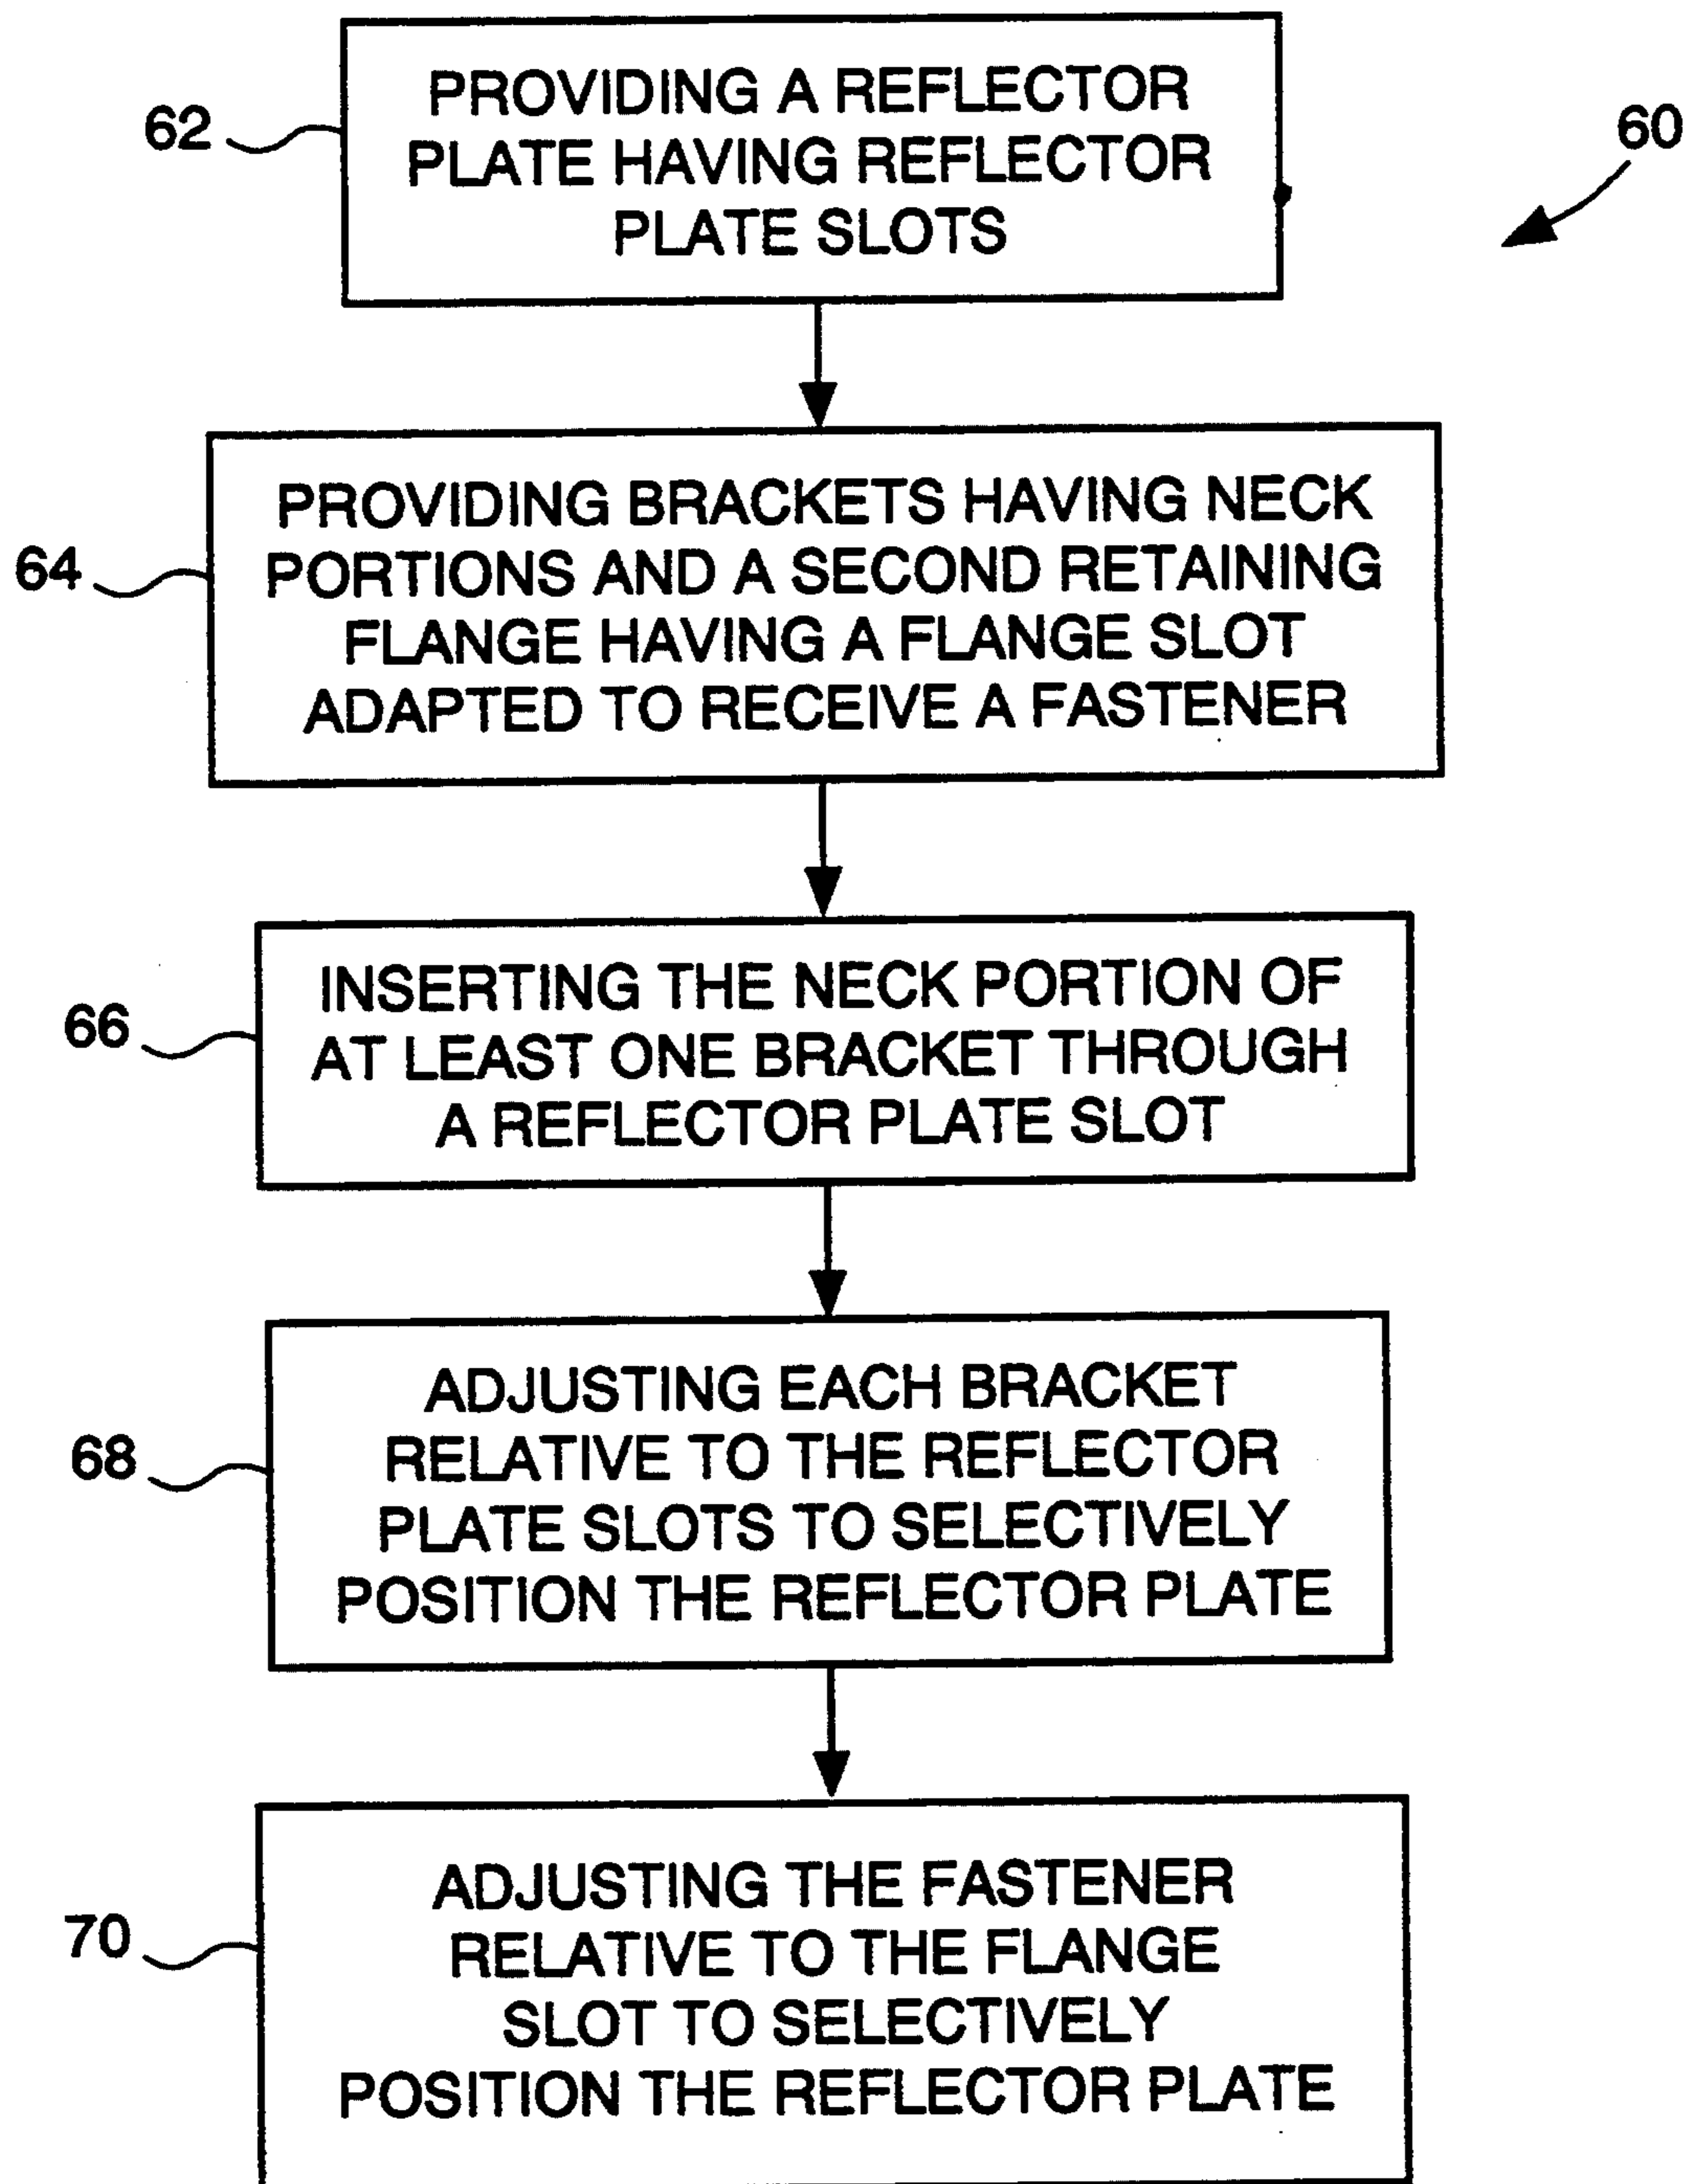 62
PROVIDING A REFLECTOR
PLATE HAVING REFLECTOR
PLATE SLOTS
60
64
PROVIDING BRACKETS HAVING NECK
PORTIONS AND A SECOND RETAINING
FLANGE HAVING A FLANGE SLOT
ADAPTED TO RECEIVE A FASTENER
66
INSERTING THE NECK PORTION OF
AT LEAST ONE BRACKET THROUGH
A REFLECTOR PLATE SLOT
68
ADJUSTING EACH BRACKET
RELATIVE TO THE REFLECTOR
PLATE SLOTS TO SELECTIVELY
POSITION THE REFLECTOR PLATE
70
ADJUSTING THE FASTENER
RELATIVE TO THE FLANGE
SLOT TO SELECTIVELY
POSITION THE REFLECTOR PLATE